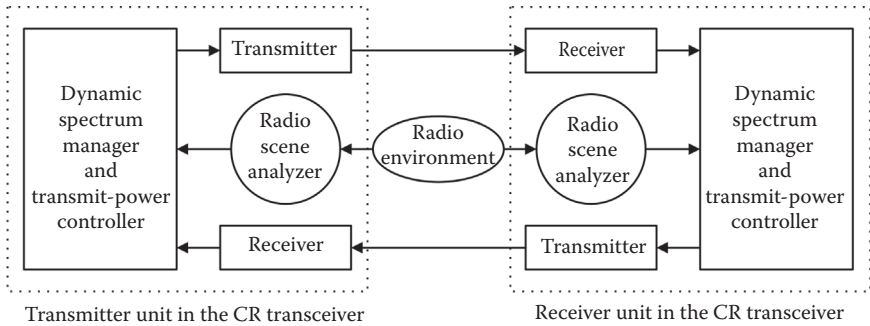 Transmitter
Receiver
Dynamic
spectrum
manager
and
transmit-power
controller
Radio
scene
analyzer
Radio
environment
Radio
scene
analyzer
Dynamic
spectrum
manager
and
transmit-power
controller
Receiver
Transmitter
Transmitter unit in the CR transceiver
Receiver unit in the CR transceiver